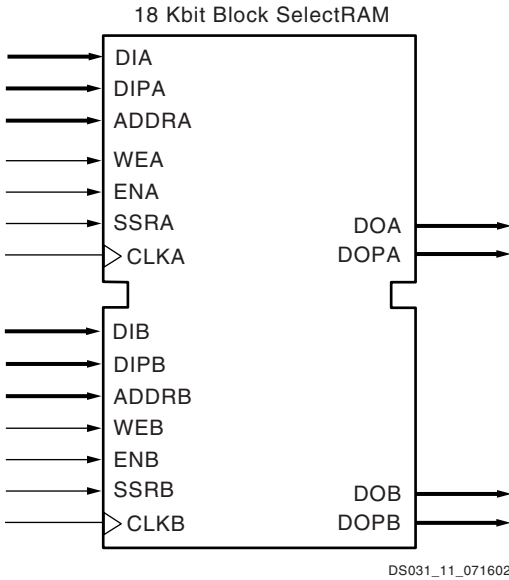 18 Kbit Block SelectRAM
DIA
DIPA
ADDRA
WEA
ENA
SSRA
DOA
CLKA
DOPA
DIB
DIPB
ADDRB
WEB
ENB
SSRB
DOB
CLKB
DOPB
DS031_11_071602